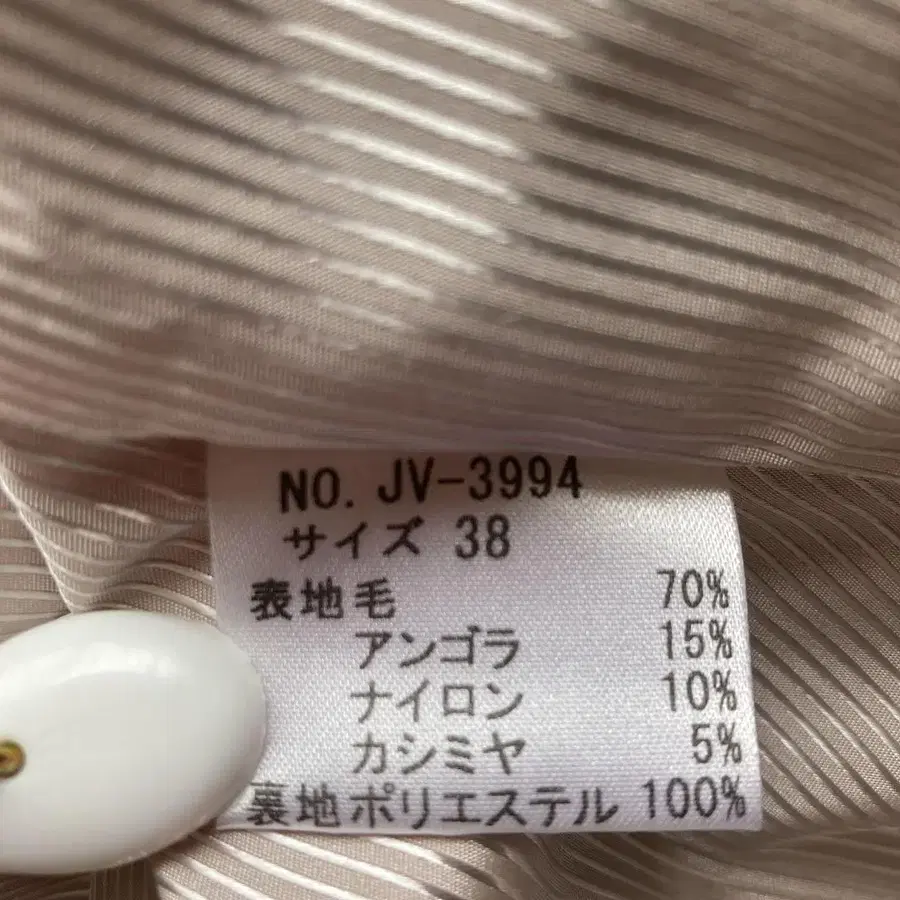 NO. JV-3994
サイズ 38
表地毛 70%
アンゴラ 15%
ナイロン 10%
カシミヤ 5%
裏地ポリエステル 100%